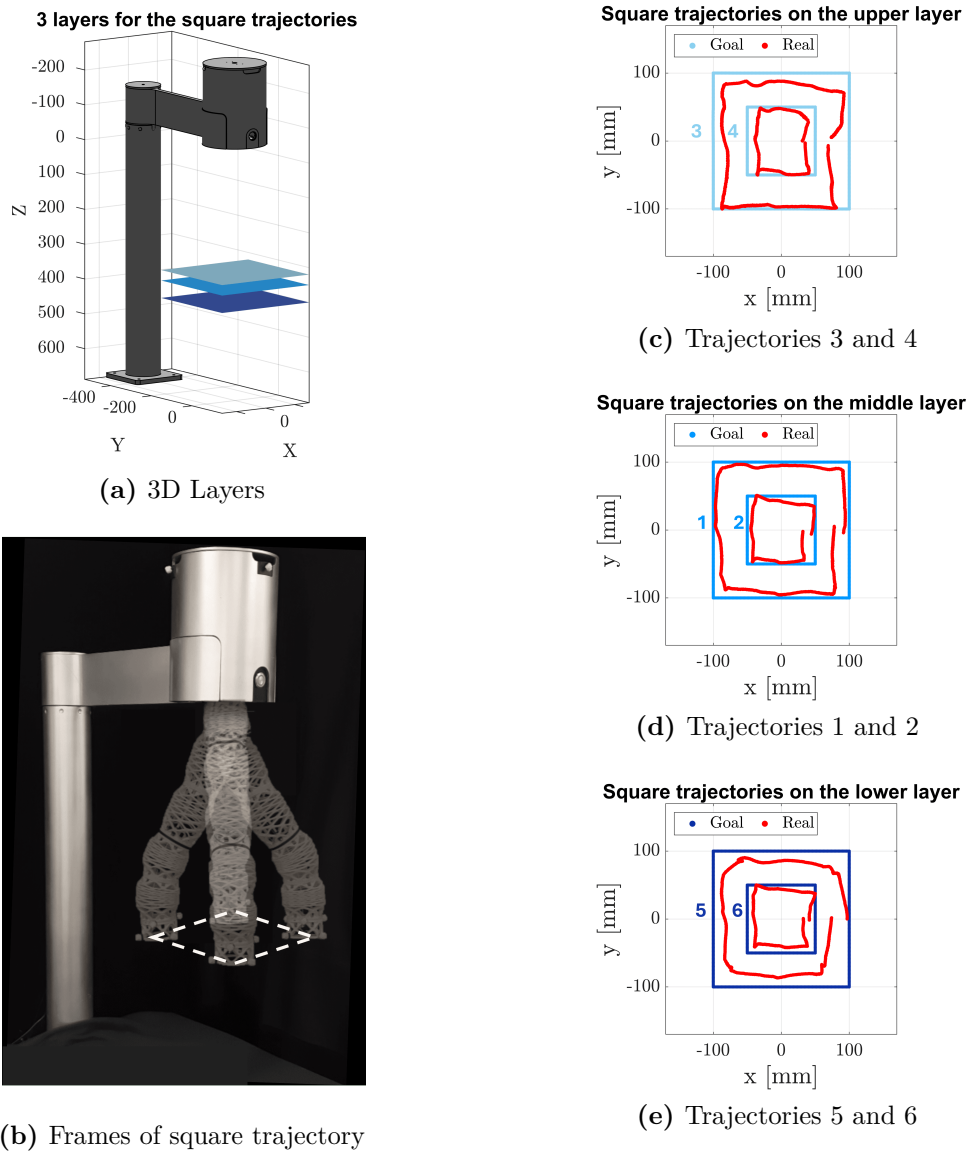 3 layers for the square trajectories
-200
-100
0
100
200
300
400
500
600
Z
-400
-200
0
Y
0
X
(a) 3D Layers
(b) Frames of square trajectory
Square trajectories on the upper layer
Goal Real
100
0
-100
y [mm]
3 4
-100 0 100
x [mm]
(c) Trajectories 3 and 4
Square trajectories on the middle layer
Goal Real
100
0
-100
y [mm]
1 2
-100 0 100
x [mm]
(d) Trajectories 1 and 2
Square trajectories on the lower layer
Goal Real
100
0
-100
y [mm]
5 6
-100 0 100
x [mm]
(e) Trajectories 5 and 6